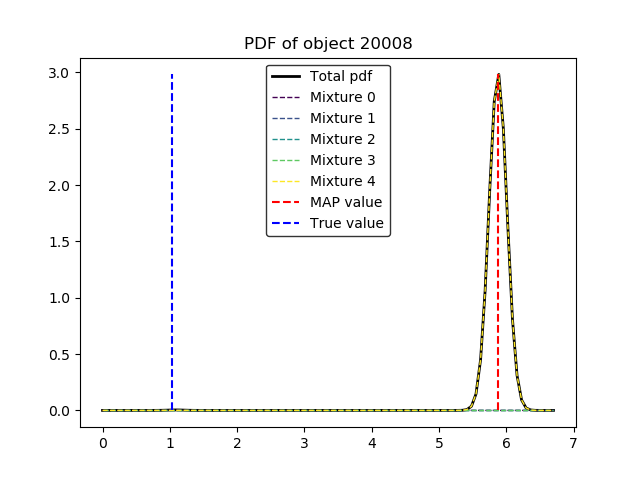 PDF of object 20008
3.0
2.5
2.0
1.5
1.0
0.5
0.0
Total pdf
Mixture 0
Mixture 1
Mixture 2
Mixture 3
Mixture 4
MAP value
True value
0 1 2 3 4 5 6 7